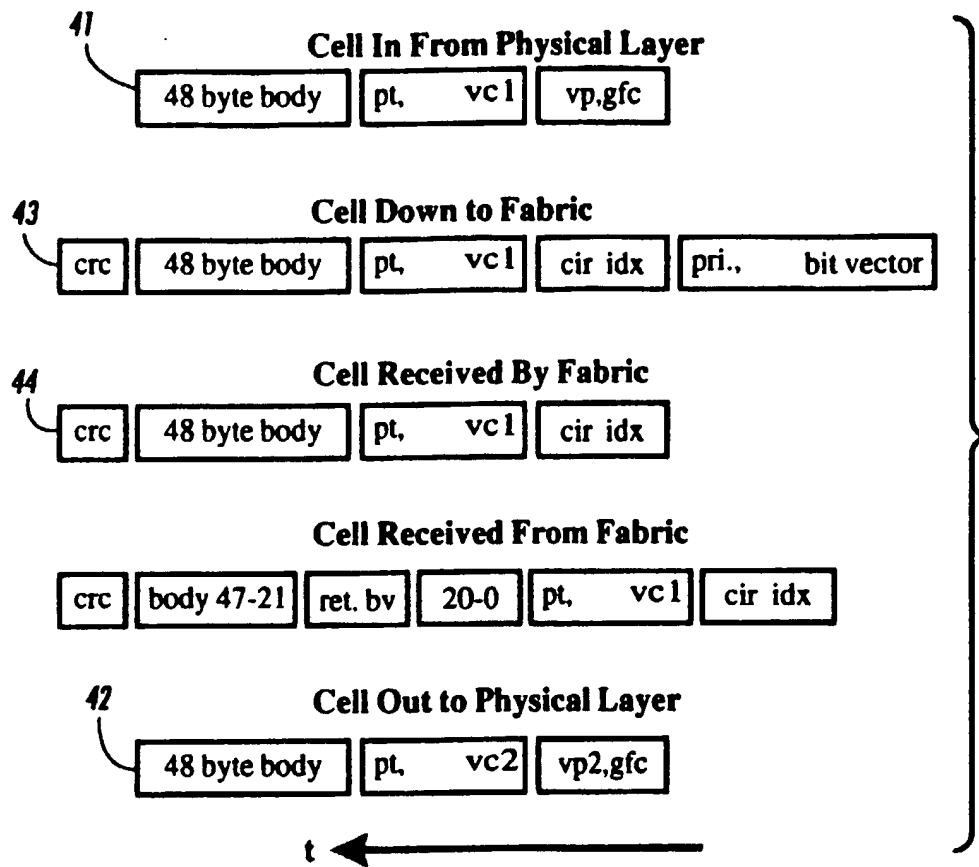 41
Cell In From Physical Layer
48 byte body pt, vc1 vp,gfc
43
Cell Down to Fabric
crc 48 byte body pt, vc1 cir idx pri., bit vector
44
Cell Received By Fabric
crc 48 byte body pt, vc1 cir idx
Cell Received From Fabric
crc body 47-21 ret. bv 20-0 pt, vc1 cir idx
42
Cell Out to Physical Layer
48 byte body pt, vc2 vp2,gfc
t